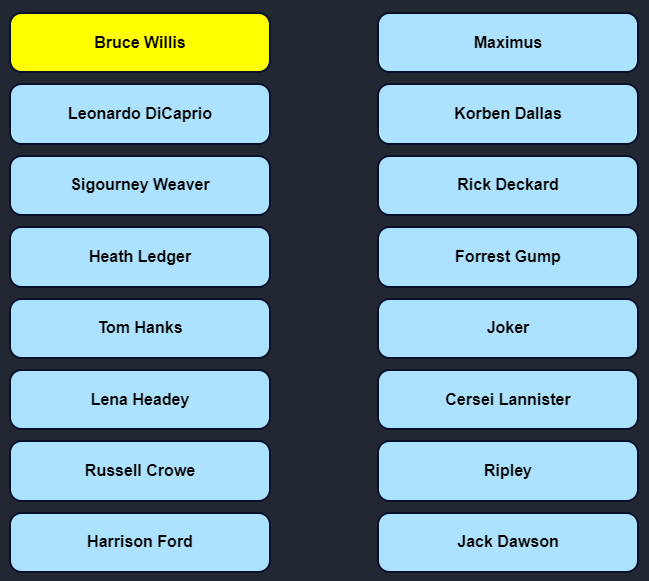 Bruce Willis
Maximus
Leonardo DiCaprio
Korben Dallas
Sigourney Weaver
Rick Deckard
Heath Ledger
Forrest Gump
Tom Hanks
Joker
Lena Headey
Cersei Lannister
Russell Crowe
Ripley
Harrison Ford
Jack Dawson